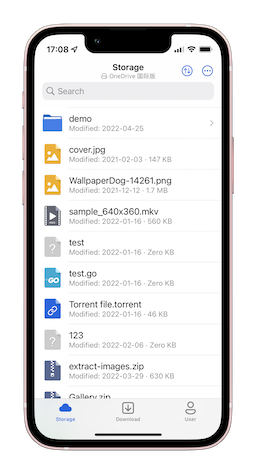 17:08
Storage
OneDrive 国际版
Search
demo
Modified: 2022-04-25
cover.jpg
Modified: 2021-02-03 · 147 KB
WallpaperDog-14261.png
Modified: 2021-12-12 · 1.7 MB
sample_640x360.mkv
Modified: 2022-01-16 · 560 KB
test
Modified: 2022-01-16 · Zero KB
GO
test.go
Modified: 2022-01-16 · Zero KB
Torrent file.torrent
Modified: 2022-01-16 · 46 KB
123
Modified: 2022-02-06 · Zero KB
extract-images.zip
Modified: 2022-03-29 · 630 KB
Gallery.zip
Storage
Download
User